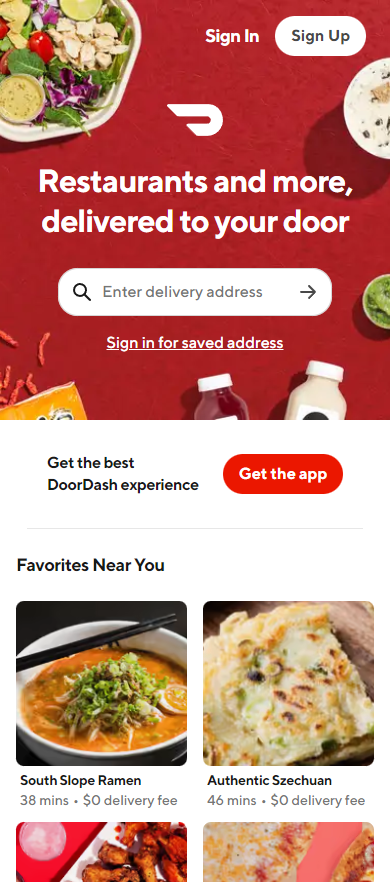 Sign In
Sign Up
Restaurants and more,
delivered to your door
Enter delivery address
Sign in for saved address
Get the best
DoorDash experience
Get the app
Favorites Near You
South Slope Ramen
38 mins • $0 delivery fee
Authentic Szechuan
46 mins • $0 delivery fee